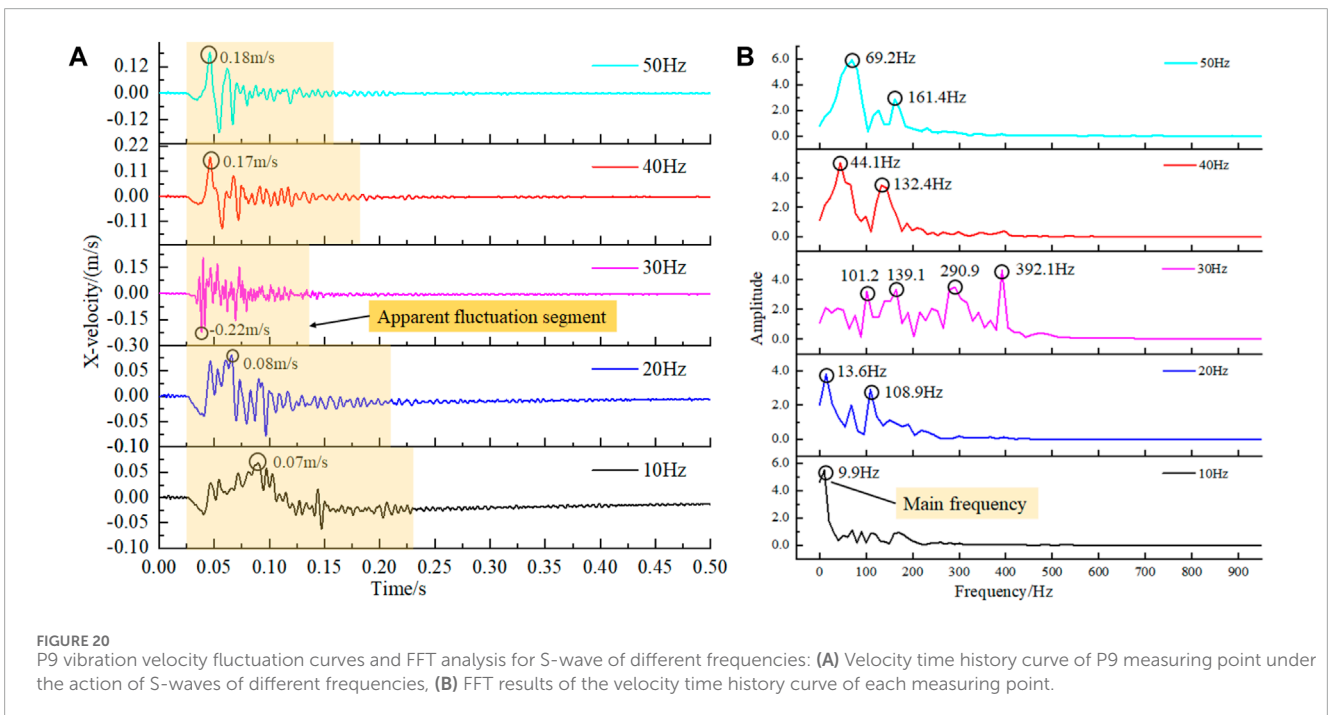 A
0.18m/s
50Hz
0.12
0.00
-0.12
0.22
0.17m/s
40Hz
0.11
0.00
-0.11
30Hz
0.15
0.00
-0.15
-0.30
-0.22m/s
Apparent fluctuation segment
0.08m/s
20Hz
0.05
0.00
-0.05
-0.10
0.07m/s
10Hz
0.05
0.00
-0.05
-0.10
X-velocity/(m/s)
0.00 0.05 0.10 0.15 0.20 0.25 0.30 0.35 0.40 0.45 0.50
Time/s
B
69.2Hz
161.4Hz
50Hz
6.0
4.0
2.0
0.0
44.1Hz
132.4Hz
40Hz
4.0
2.0
0.0
101.2 139.1 290.9 392.1Hz
30Hz
4.0
2.0
0.0
13.6Hz
108.9Hz
20Hz
4.0
2.0
0.0
9.9Hz
Main frequency
10Hz
6.0
4.0
2.0
0.0
Amplitude
0 100 200 300 400 500 600 700 800 900
Frequency/Hz
FIGURE 20
P9 vibration velocity fluctuation curves and FFT analysis for S-wave of different frequencies: (A) Velocity time history curve of P9 measuring point under
the action of S-waves of different frequencies, (B) FFT results of the velocity time history curve of each measuring point.